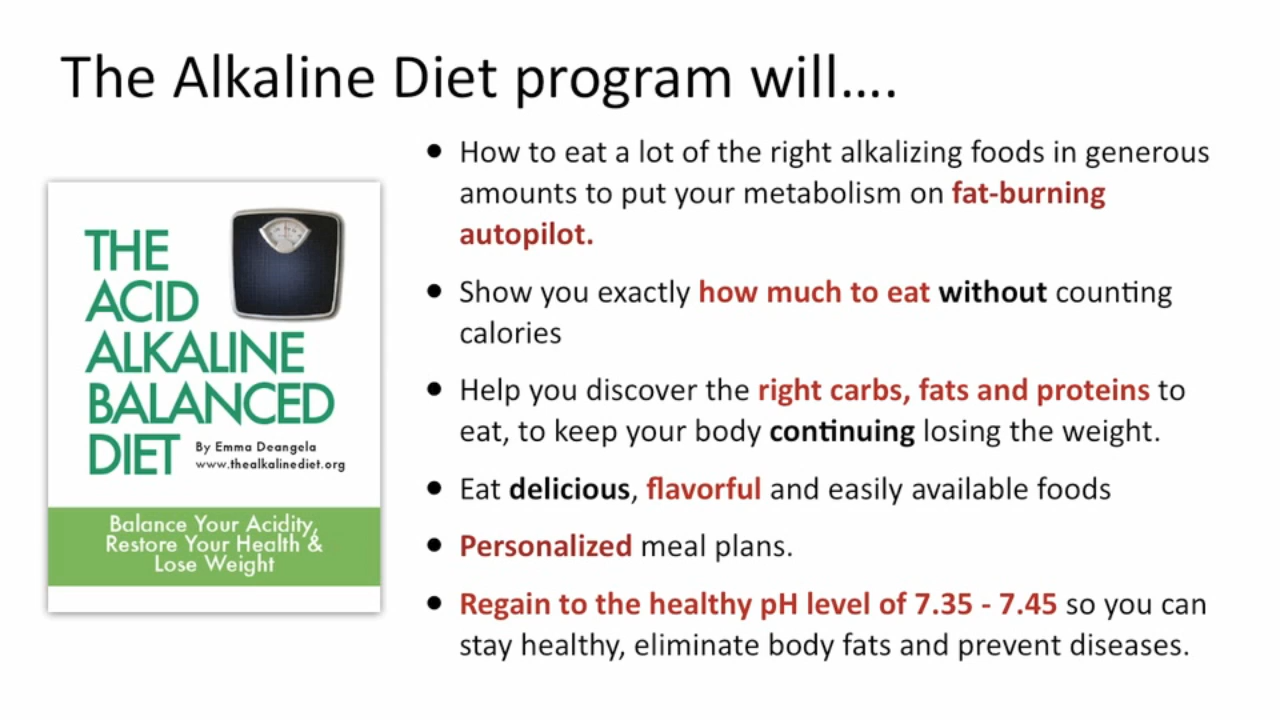 The Alkaline Diet program will....
THE
ACID
ALKALINE
BALANCED
DIET
By Emma Deangela
www.thealkalinediet.org
Balance Your Acidity,
Restore Your Health &
Lose Weight
• How to eat a lot of the right alkalizing foods in generous
amounts to put your metabolism on fat-burning
autopilot.
• Show you exactly how much to eat without counting
calories
• Help you discover the right carbs, fats and proteins to
eat, to keep your body continuing losing the weight.
• Eat delicious, flavorful and easily available foods
• Personalized meal plans.
• Regain to the healthy pH level of 7.35 - 7.45 so you can
stay healthy, eliminate body fats and prevent diseases.